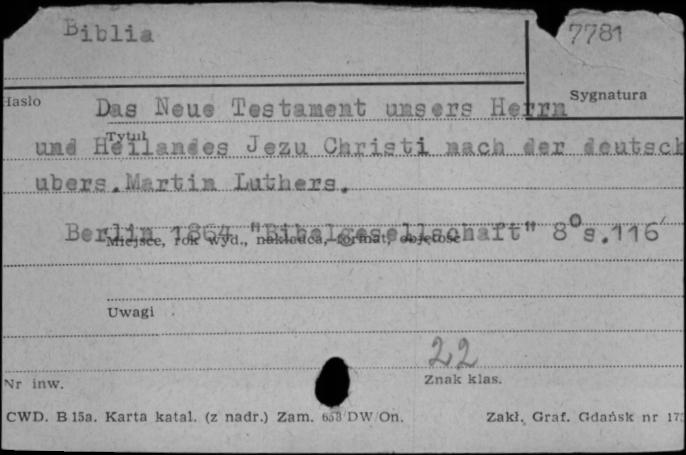 Biblia 7781
Hasło Sygnatura
Das Neue Testament unsers Herrn
Tytuł
und Heilandes Jezu Christi nach der deutsch
ubers.Martin Luthers.
Berlin 1864 "Bibelgesellschaft" 8° s.116
Miejsce, rok wyd., nakładca, format, objętość
Uwagi
22
Nr inw. Znak klas.
CWD. B 15a. Karta katal. (z nadr.) Zam. 653/DW/On. Zakł. Graf. Gdańsk nr 175